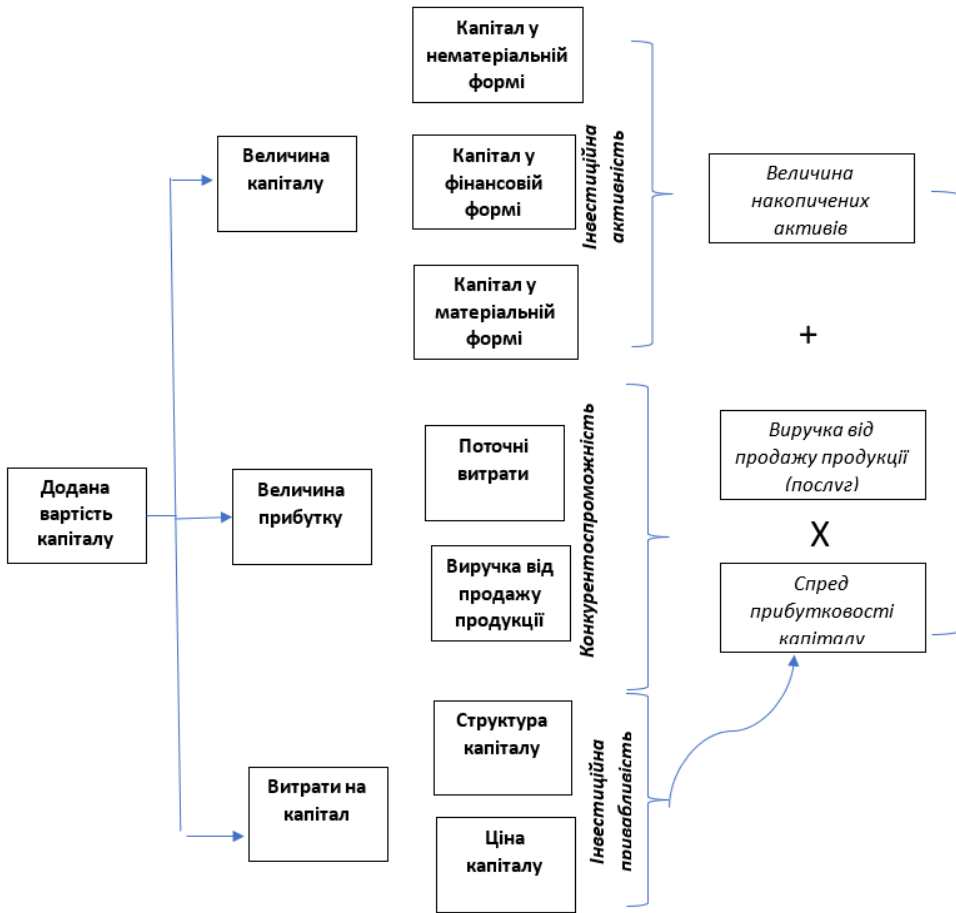 Капітал у
нематеріальній
формі
Величина
капіталу
Капітал у
фінансовій
формі
Інвестиційна
активність
Величина
накопичених
активів
Капітал у
матеріальній
формі
+
Додана
вартість
капіталу
Величина
прибутку
Поточні
витрати
Виручка від
продажу
продукції
Конкурентоспроможність
Виручка від
продажу продукції
(послуг)
X
Спред
прибутковості
капіталу
Витрати на
капітал
Структура
капіталу
Ціна
капіталу
Інвестиційна
привабливість